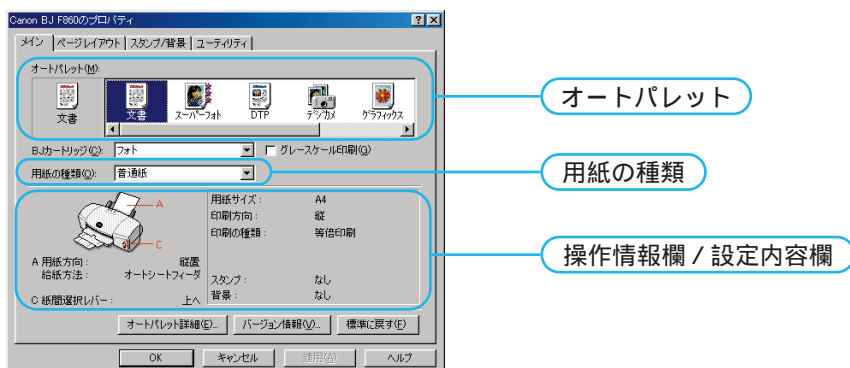 Canon BJ F860のプロパティ
メイン ページレイアウト スタンプ/背景 ユーティリティ
オートパレット(M):
文書 文書 スーパーフォト DTP デジカメ グラフィックス
オートパレット
BJカートリッジ(C): フォト グレースケール印刷(G)
用紙の種類(Q): 普通紙
用紙の種類
A
C
用紙サイズ : A4
印刷方向 : 縦
印刷の種類 : 等倍印刷
操作情報欄 / 設定内容欄
A 用紙方向 : 縦置
給紙方法 : オートシートフィーダ
スタンプ : なし
C 紙間選択レバー : 上へ
背景 : なし
オートパレット詳細(E)... バージョン情報(V)... 標準に戻す(F)
OK キャンセル 適用(A) ヘルプ